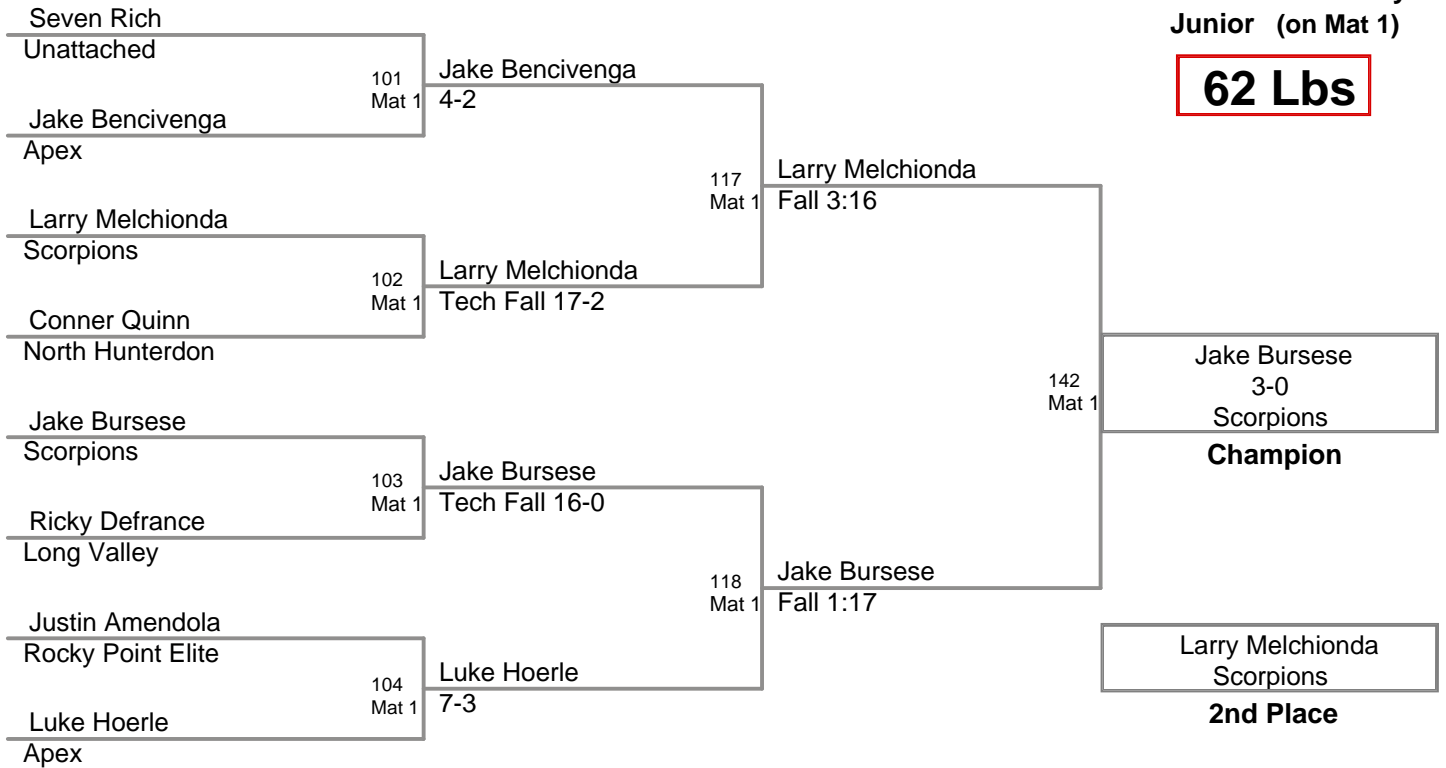 Junior (on Mat 1)
62 Lbs
Seven Rich
Unattached
101
Mat 1
Jake Bencivenga
4-2
Jake Bencivenga
Apex
117
Mat 1
Larry Melchionda
Fall 3:16
Larry Melchionda
Scorpions
102
Mat 1
Larry Melchionda
Tech Fall 17-2
Conner Quinn
North Hunterdon
142
Mat 1
Jake Bursese
3-0
Scorpions
Champion
Jake Bursese
Scorpions
103
Mat 1
Jake Bursese
Tech Fall 16-0
Ricky Defrance
Long Valley
118
Mat 1
Jake Bursese
Fall 1:17
Justin Amendola
Rocky Point Elite
104
Mat 1
Luke Hoerle
7-3
Luke Hoerle
Apex
Larry Melchionda
Scorpions
2nd Place